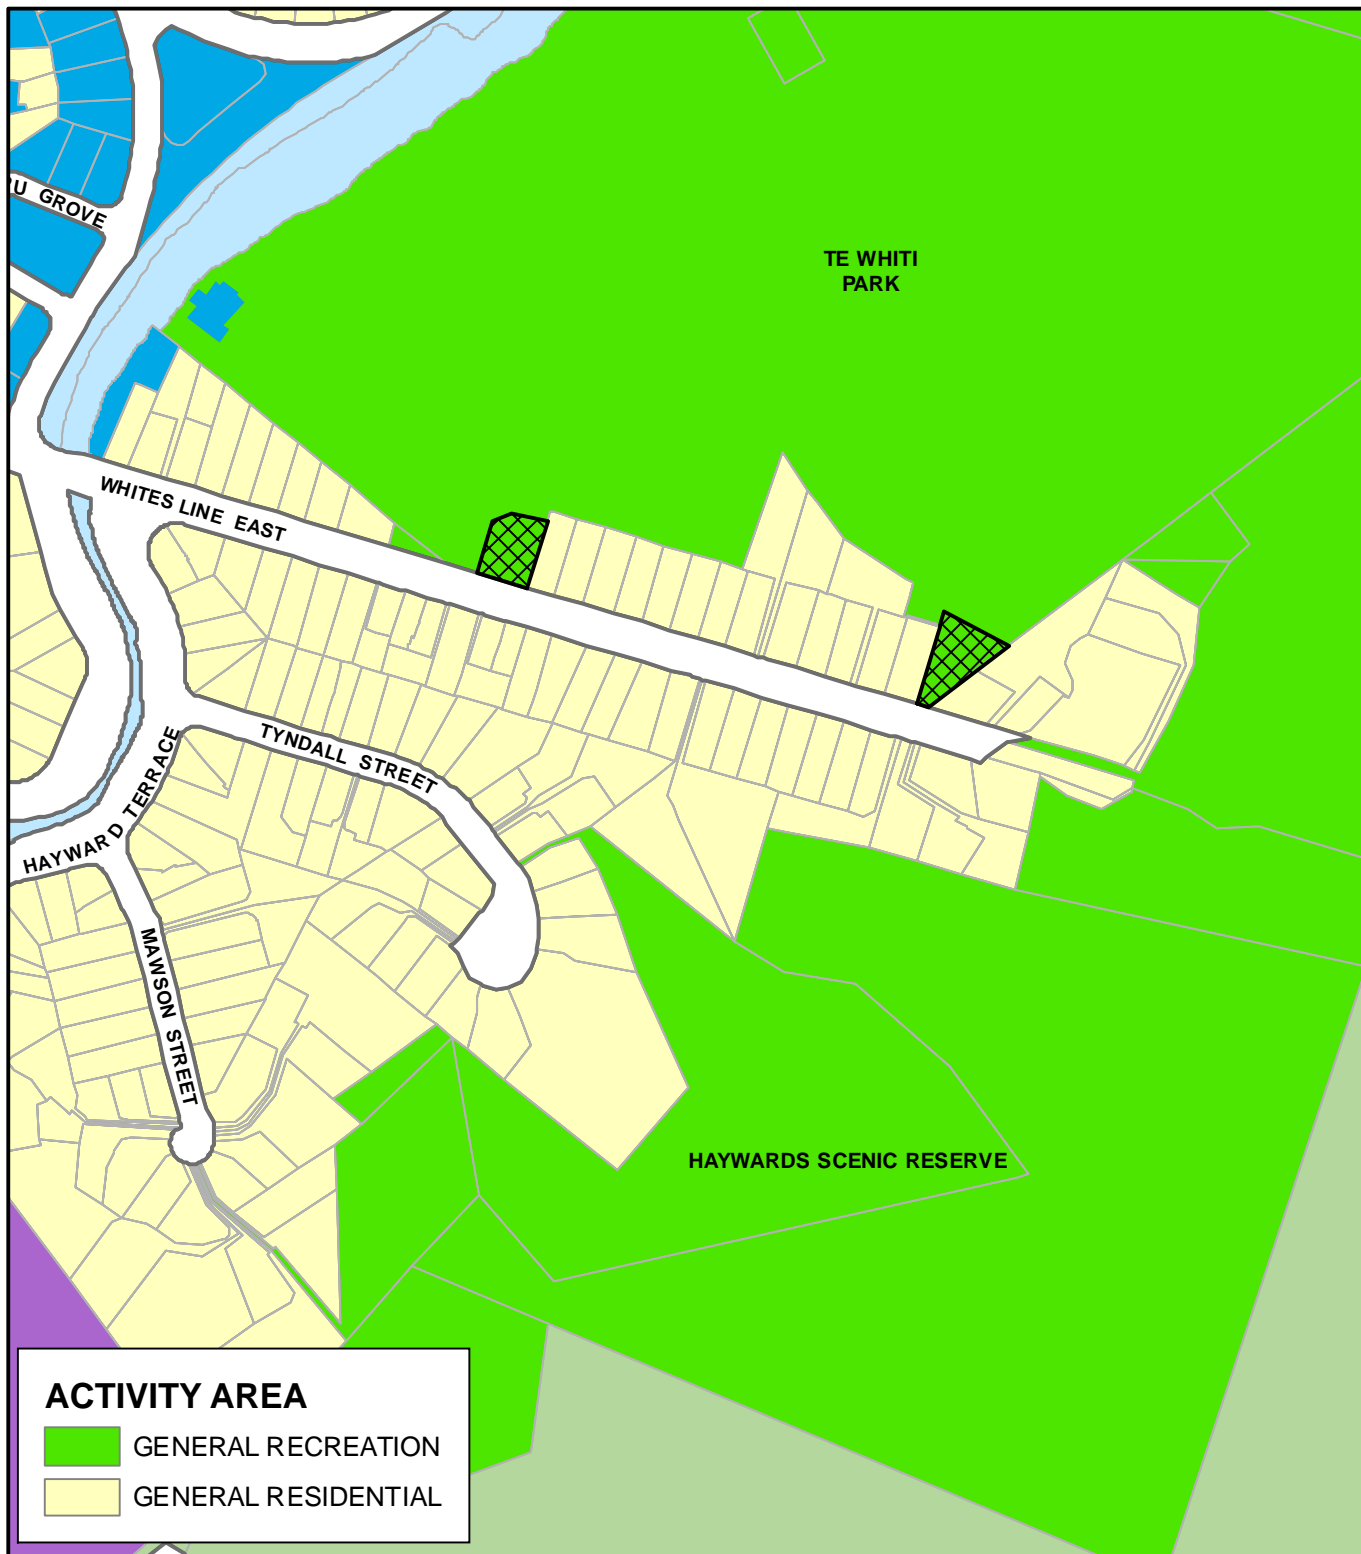 RU GROVE
TE WHITI
PARK
WHITES LINE EAST
TYNDALL STREET
HAYWARD TERRACE
MAWSON STREET
HAYWARDS SCENIC RESERVE
ACTIVITY AREA
GENERAL RECREATION
GENERAL RESIDENTIAL